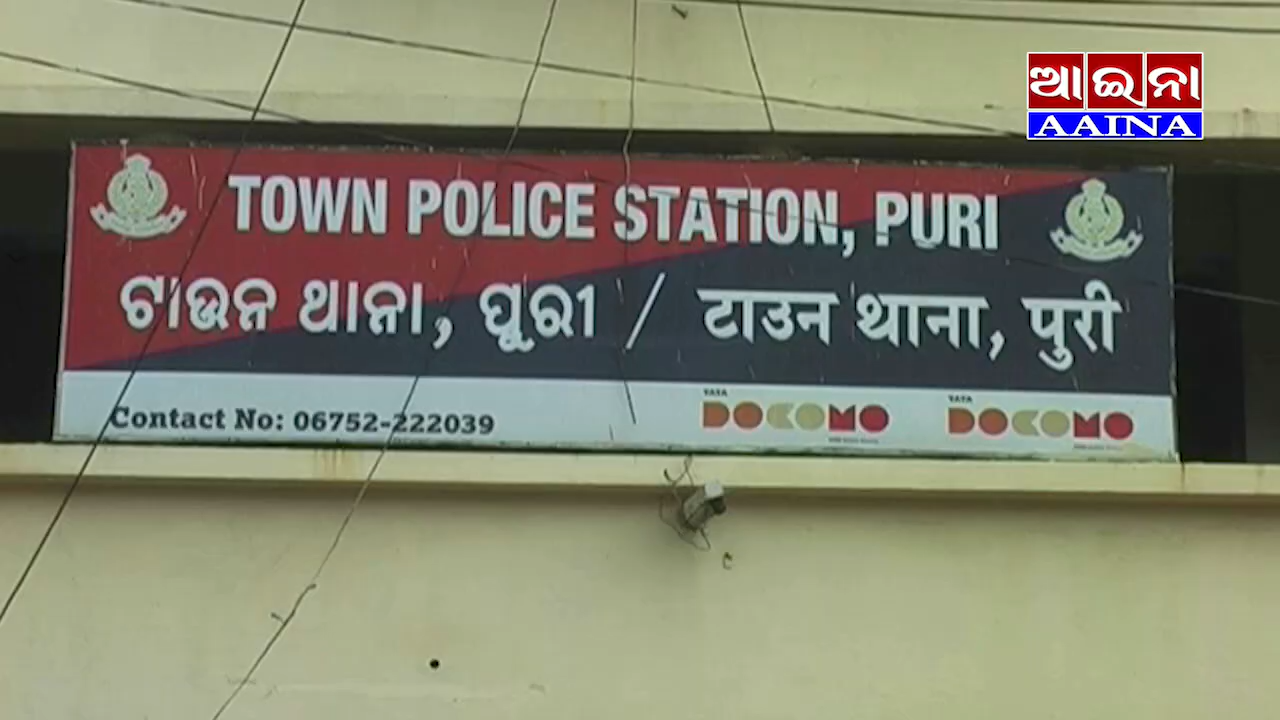 ଆଇନା
AAINA
TOWN POLICE STATION, PURI
ଟାଉନ ଥାନା, ପୁରୀ / टाउन थाना, पुरी
Contact No: 06752-222039
TATA DOCOMO TATA DOCOMO